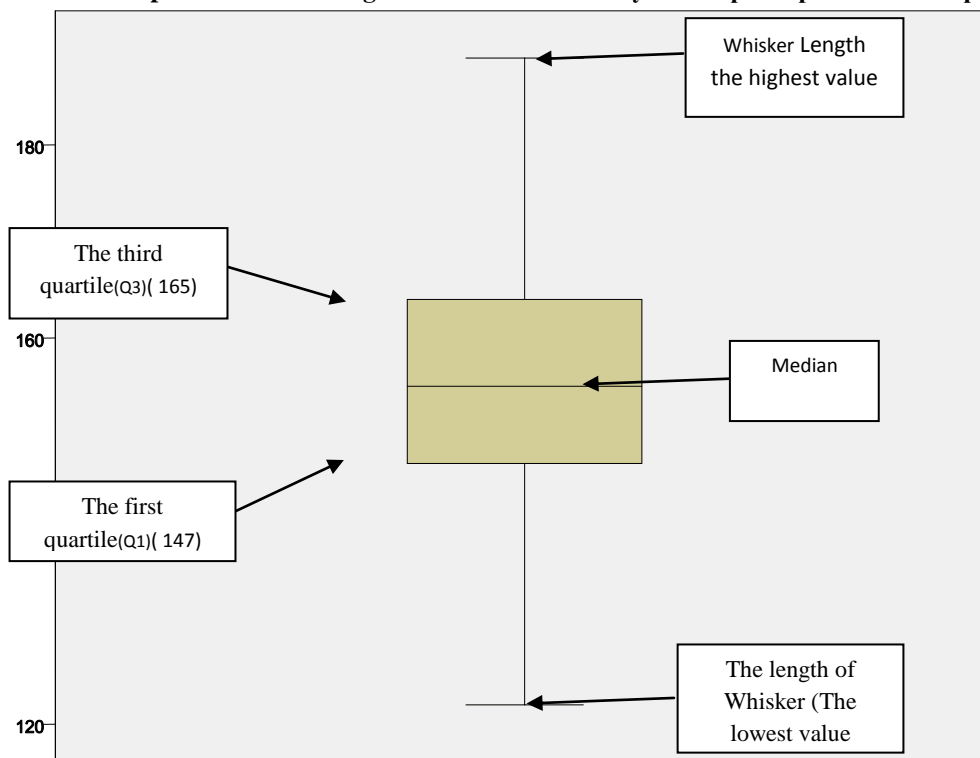 Whisker Length
the highest value
180
The third
quartile(Q3)( 165)
160
Median
The first
quartile(Q1)( 147)
The length of
Whisker (The
lowest value
120